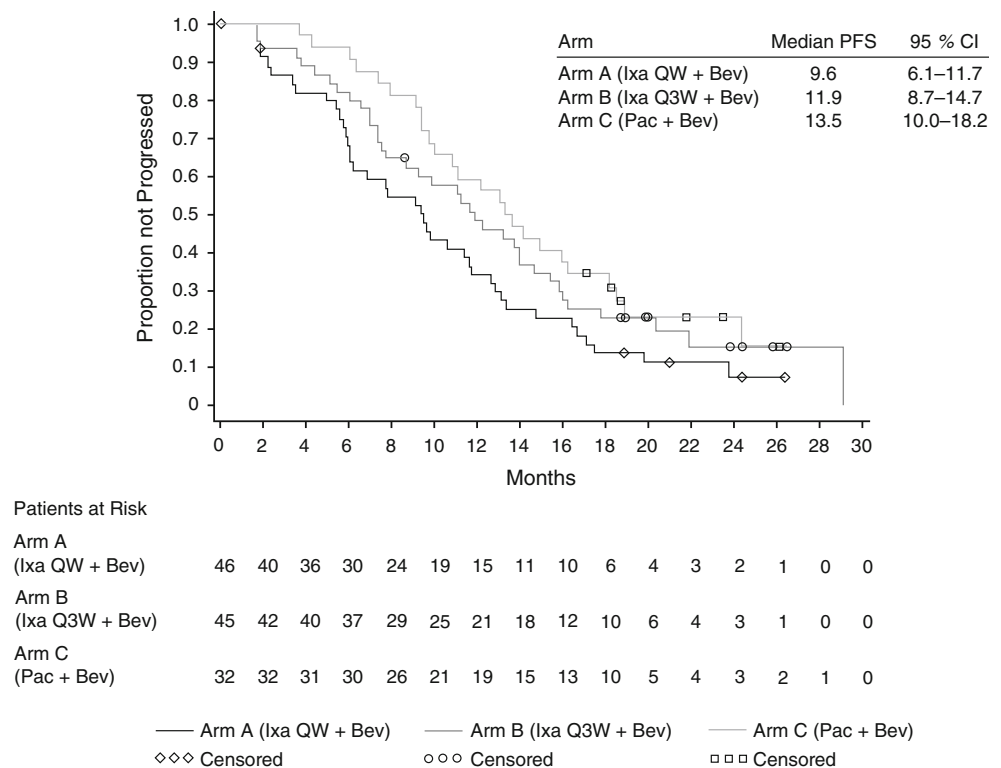 Arm Median PFS 95 % CI
Arm A (Ixa QW + Bev) 9.6 6.1–11.7
Arm B (Ixa Q3W + Bev) 11.9 8.7–14.7
Arm C (Pac + Bev) 13.5 10.0–18.2
Proportion not Progressed
1.0
0.9
0.8
0.7
0.6
0.5
0.4
0.3
0.2
0.1
0
0 2 4 6 8 10 12 14 16 18 20 22 24 26 28 30
Months
Patients at Risk
Arm A
(Ixa QW + Bev) 46 40 36 30 24 19 15 11 10 6 4 3 2 1 0 0
Arm B
(Ixa Q3W + Bev) 45 42 40 37 29 25 21 18 12 10 6 4 3 1 0 0
Arm C
(Pac + Bev) 32 32 31 30 26 21 19 15 13 10 5 4 3 2 1 0
Arm A (Ixa QW + Bev) Arm B (Ixa Q3W + Bev) Arm C (Pac + Bev)
Censored Censored Censored